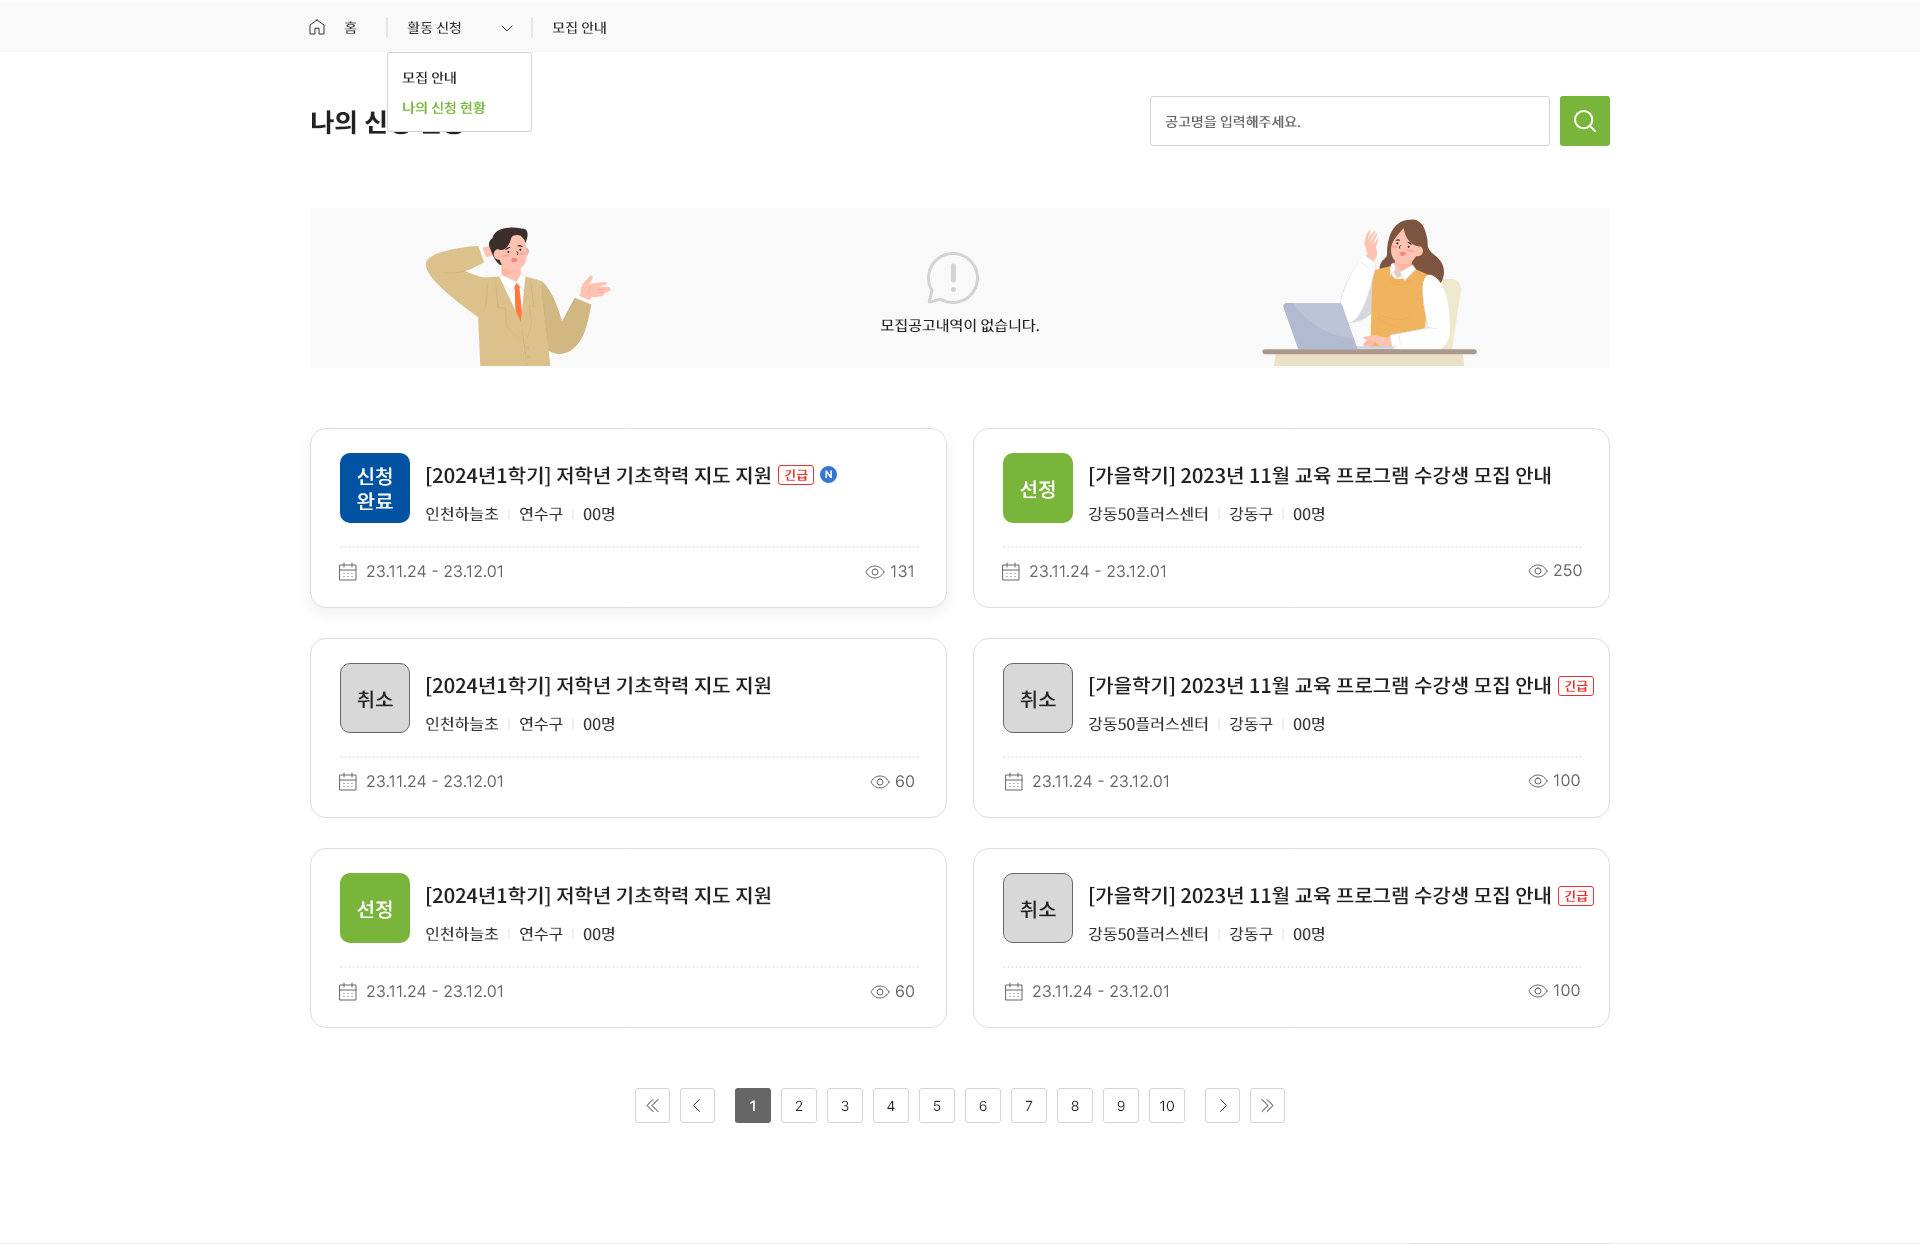 홈
활동 신청
모집 안내
모집 안내
나의 신청 현황
나의 신
공고명을 입력해주세요.
모집공고내역이 없습니다.
신청
완료
[2024년1학기] 저학년 기초학력 지도 지원 긴급 N
인천하늘초 연수구 00명
23.11.24 - 23.12.01
131
선정
[가을학기] 2023년 11월 교육 프로그램 수강생 모집 안내
강동50플러스센터 강동구 00명
23.11.24 - 23.12.01
250
취소
[2024년1학기] 저학년 기초학력 지도 지원
인천하늘초 연수구 00명
23.11.24 - 23.12.01
60
취소
[가을학기] 2023년 11월 교육 프로그램 수강생 모집 안내 긴급
강동50플러스센터 강동구 00명
23.11.24 - 23.12.01
100
선정
[2024년1학기] 저학년 기초학력 지도 지원
인천하늘초 연수구 00명
23.11.24 - 23.12.01
60
취소
[가을학기] 2023년 11월 교육 프로그램 수강생 모집 안내 긴급
강동50플러스센터 강동구 00명
23.11.24 - 23.12.01
100
1 2 3 4 5 6 7 8 9 10